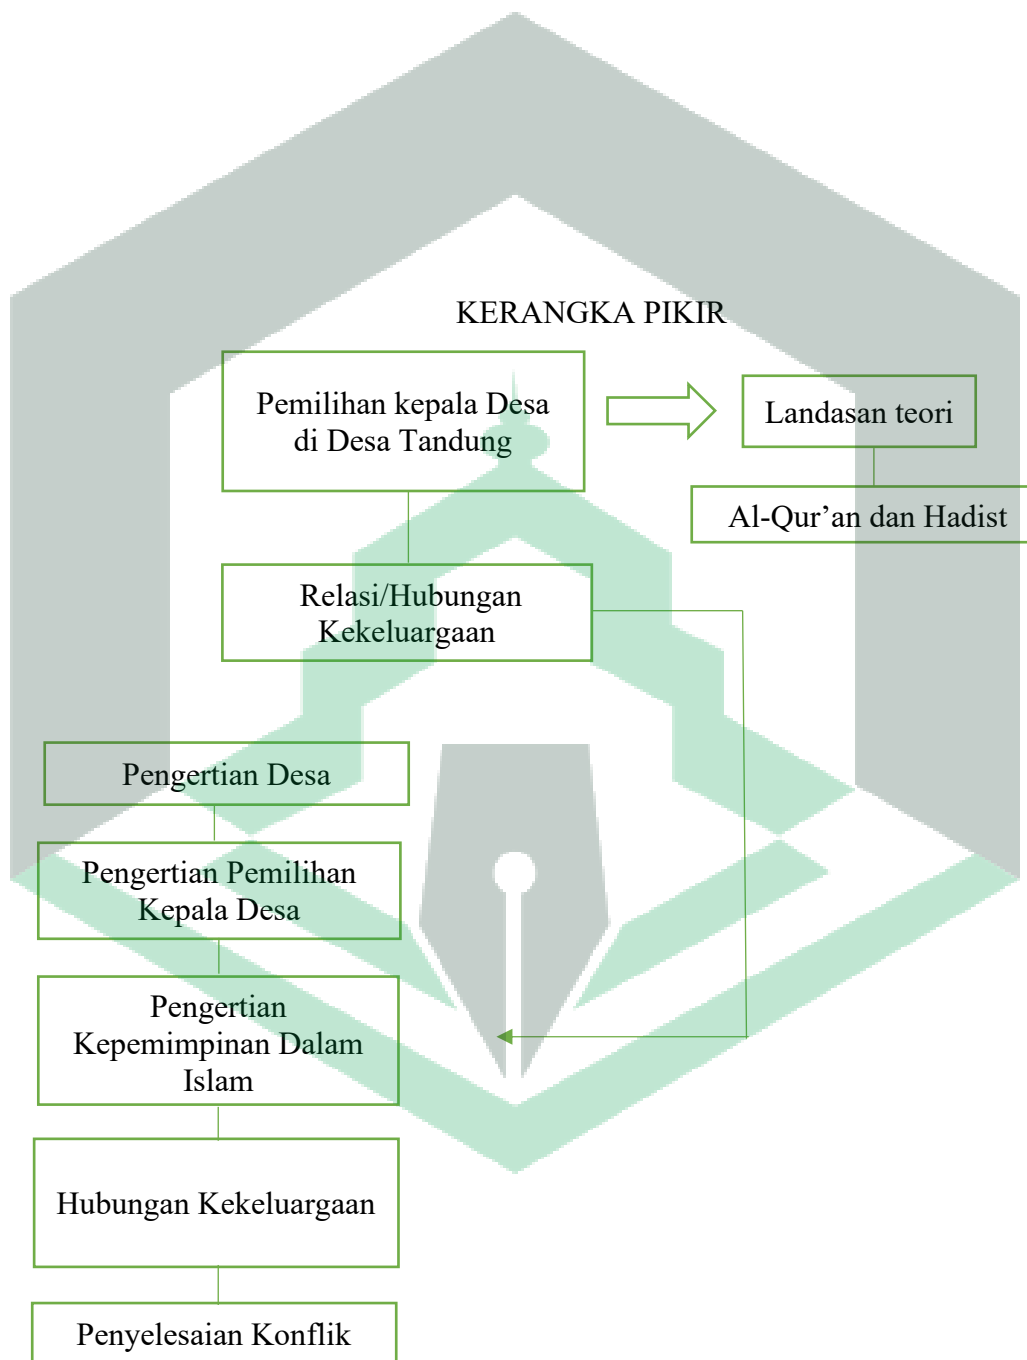 KERANGKA PIKIR
Pemilihan kepala Desa
di Desa Tandung
Landasan teori
Al-Qur’an dan Hadist
Relasi/Hubungan
Kekeluargaan
Pengertian Desa
Pengertian Pemilihan
Kepala Desa
Pengertian
Kepemimpinan Dalam
Islam
Hubungan Kekeluargaan
Penyelesaian Konflik